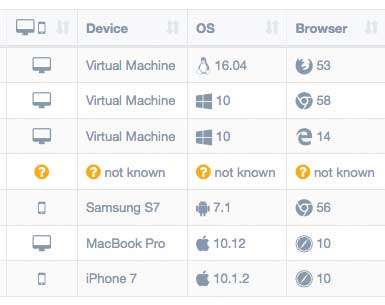 Device OS Browser
Virtual Machine 16.04 53
Virtual Machine 10 58
Virtual Machine 10 14
? ? not known ? not known ? not known
Samsung S7 7.1 56
MacBook Pro 10.12 10
iPhone 7 10.1.2 10